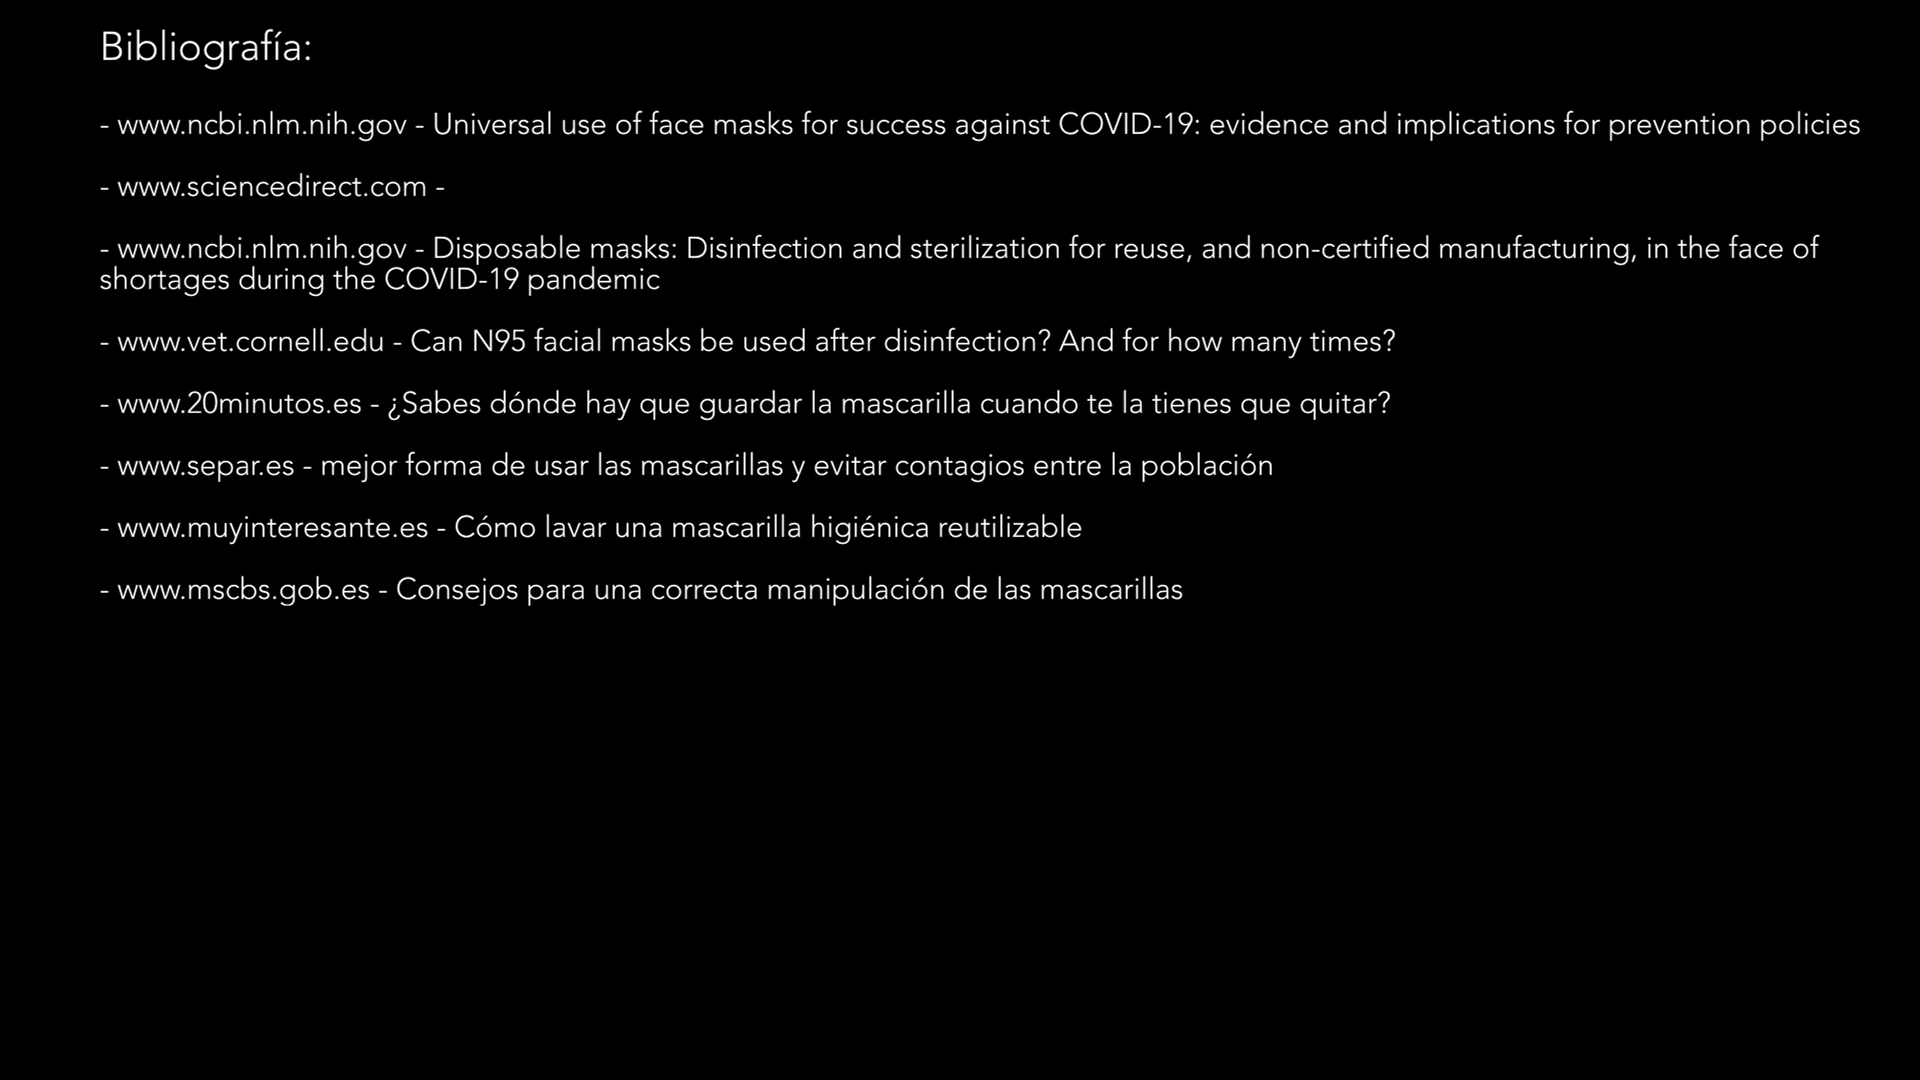 Bibliografía:
- www.ncbi.nlm.nih.gov - Universal use of face masks for success against COVID-19: evidence and implications for prevention policies
- www.sciencedirect.com -
- www.ncbi.nlm.nih.gov - Disposable masks: Disinfection and sterilization for reuse, and non-certified manufacturing, in the face of
shortages during the COVID-19 pandemic
- www.vet.cornell.edu - Can N95 facial masks be used after disinfection? And for how many times?
- www.20minutos.es - ¿Sabes dónde hay que guardar la mascarilla cuando te la tienes que quitar?
- www.separ.es - mejor forma de usar las mascarillas y evitar contagios entre la población
- www.muyinteresante.es - Cómo lavar una mascarilla higiénica reutilizable
- www.mscbs.gob.es - Consejos para una correcta manipulación de las mascarillas